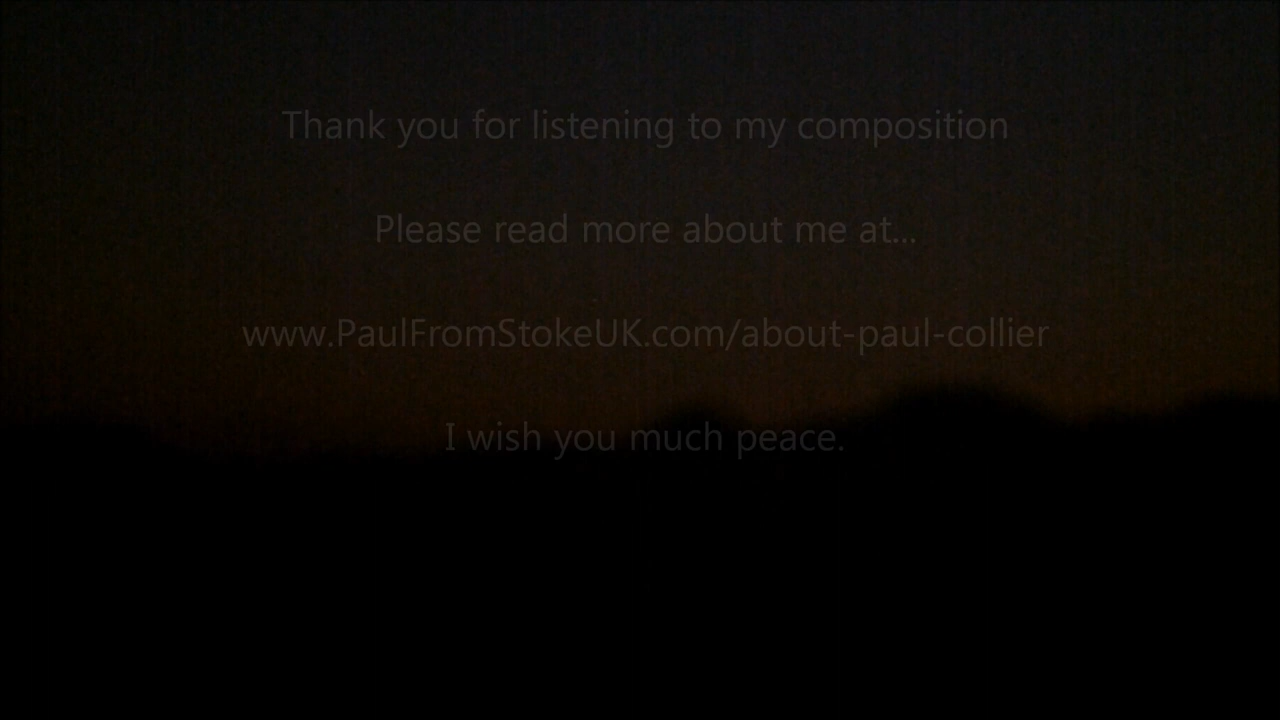 Thank you for listening to my composition
Please read more about me at...
www.PaulFromStokeUK.com/about-paul-collier
I wish you much peace.